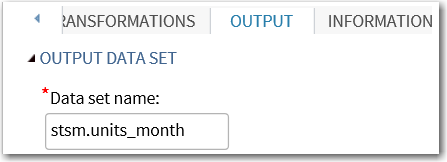 RANSFORMATIONS OUTPUT INFORMATION
OUTPUT DATA SET
*Data set name:
stsm.units_month